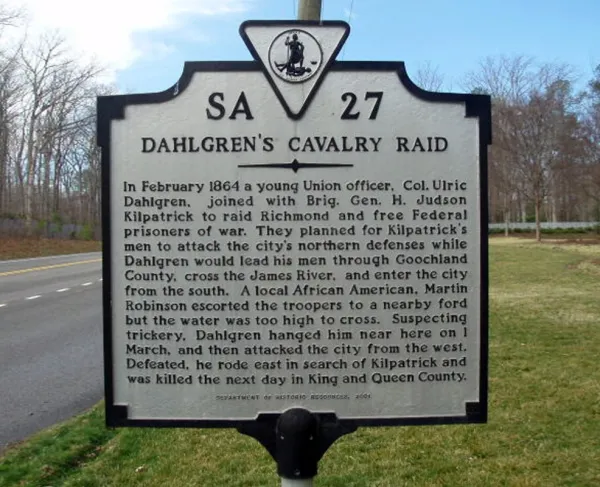 SA 27
DAHLGREN'S CAVALRY RAID
In February 1864 a young Union officer, Col. Ulric
Dahlgren, joined with Brig. Gen. H. Judson
Kilpatrick to raid Richmond and free Federal
prisoners of war. They planned for Kilpatrick's
men to attack the city's northern defenses while
Dahlgren would lead his men through Goochland
County, cross the James River, and enter the city
from the south. A local African American, Martin
Robinson escorted the troopers to a nearby ford
but the water was too high to cross. Suspecting
trickery, Dahlgren hanged him near here on 1
March, and then attacked the city from the west.
Defeated, he rode east in search of Kilpatrick and
was killed the next day in King and Queen County.
DEPARTMENT OF HISTORIC RESOURCES, 2001